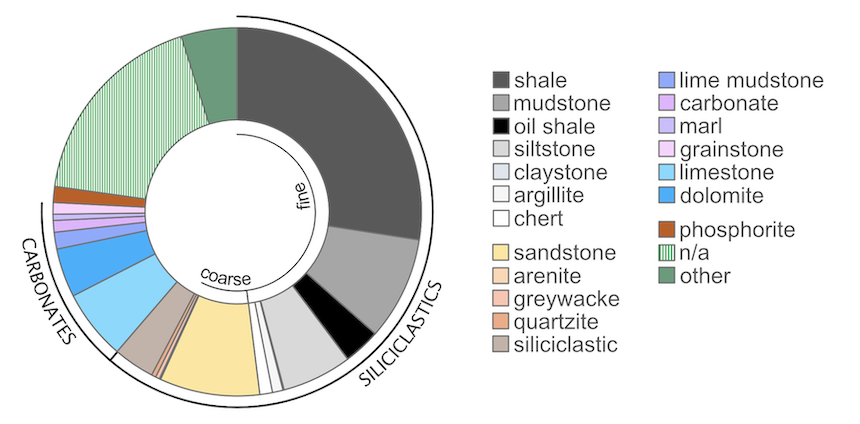 fine
coarse
CARBONATES
SILICICLASTICS
shale
mudstone
oil shale
siltstone
claystone
argillite
chert
sandstone
arenite
greywacke
quartzite
siliciclastic
lime mudstone
carbonate
marl
grainstone
limestone
dolomite
phosphorite
n/a
other